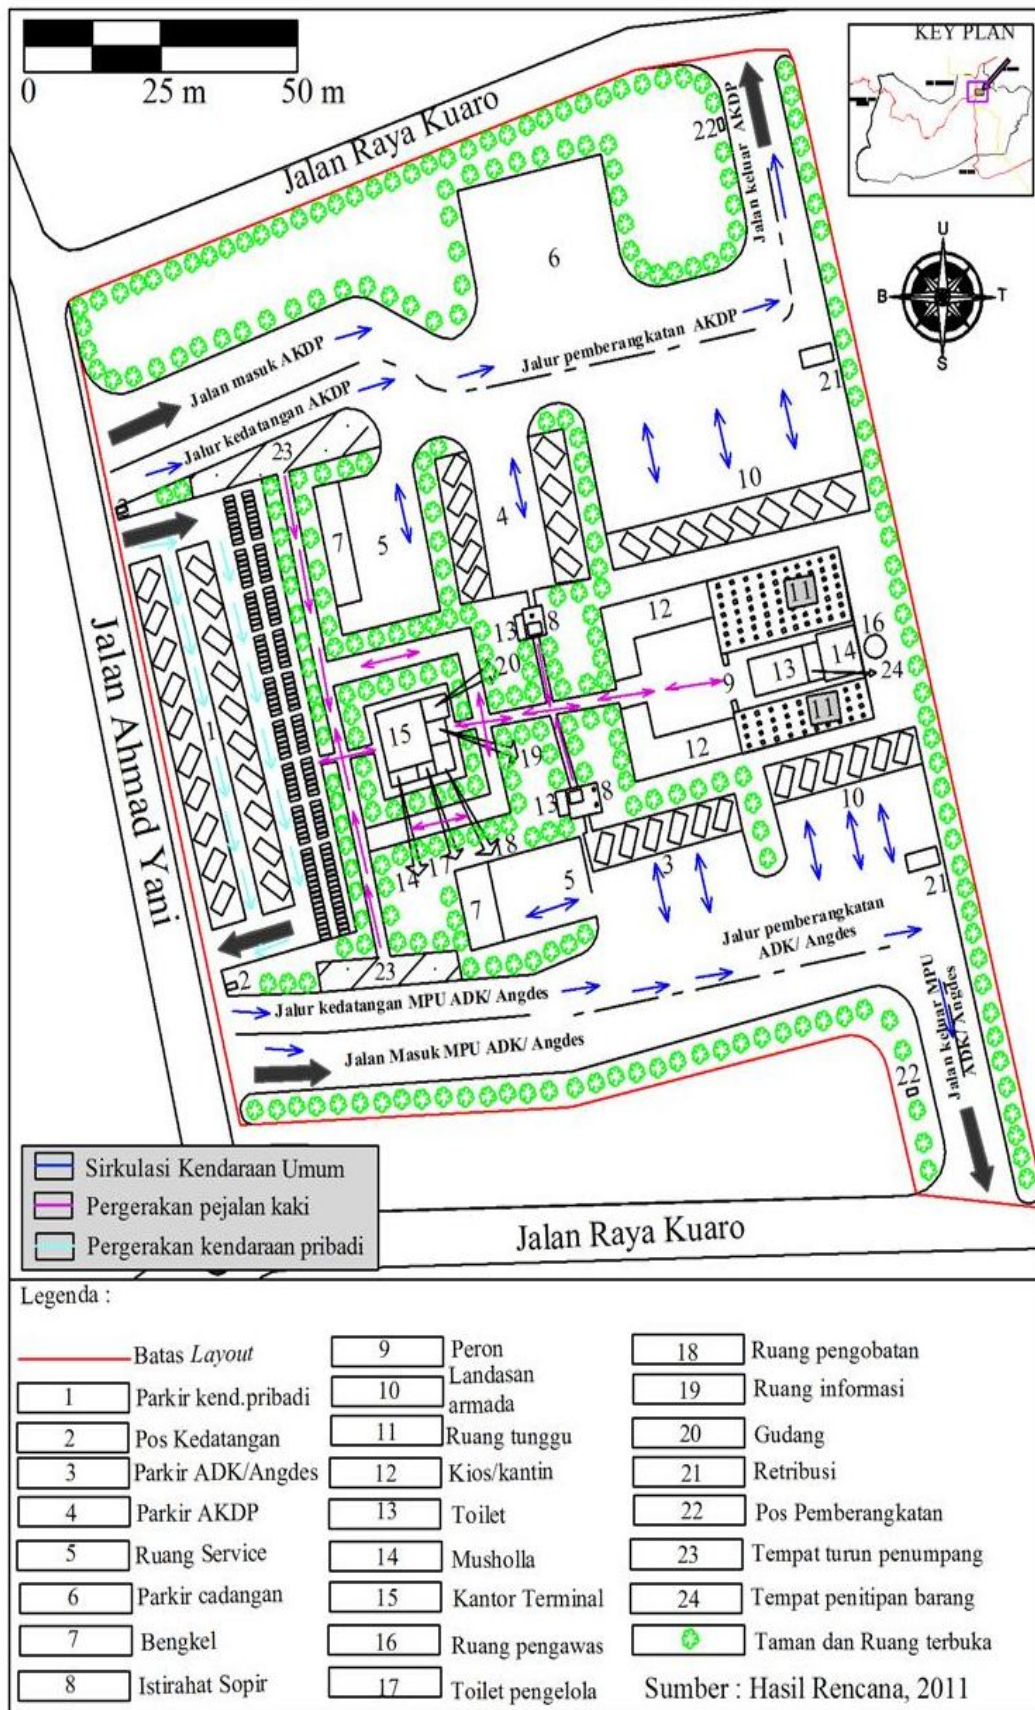 0
25 m
50 m
KEY PLAN
Jalan Raya Kuaro
22
Jalan keluar AKDP
6
U
B
T
S
Jalan masuk AKDP
Jalur pemberangkatan AKDP
Jalur kedatangan AKDP
21
23
2
10
7
5
4
12
11
13
8
16
20
9
13
14
24
15
11
1
19
12
Jalan Ahmad Yani
13
8
10
14
17
18
3
21
7
5
Jalur pemberangkatan
ADK/ Angdes
23
2
Jalur kedatangan MPU ADK/ Angdes
Jalur keluar MPU
ADK/ Angdes
Jalan Masuk MPU ADK/ Angdes
22
Sirkulasi Kendaraan Umum
Pergerakan pejalan kaki
Pergerakan kendaraan pribadi
Jalan Raya Kuaro
Legenda :
Batas Layout
1 Parkir kend.pribadi
2 Pos Kedatangan
3 Parkir ADK/Angdes
4 Parkir AKDP
5 Ruang Service
6 Parkir cadangan
7 Bengkel
8 Istirahat Sopir
9 Peron
10 Landasan
armada
11 Ruang tunggu
12 Kios/kantin
13 Toilet
14 Musholla
15 Kantor Terminal
16 Ruang pengawas
17 Toilet pengelola
18 Ruang pengobatan
19 Ruang informasi
20 Gudang
21 Retribusi
22 Pos Pemberangkatan
23 Tempat turun penumpang
24 Tempat penitipan barang
Taman dan Ruang terbuka
Sumber : Hasil Rencana, 2011